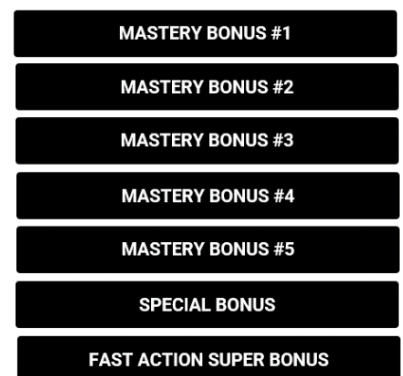 MASTERY BONUS #1
MASTERY BONUS #2
MASTERY BONUS #3
MASTERY BONUS #4
MASTERY BONUS #5
SPECIAL BONUS
FAST ACTION SUPER BONUS